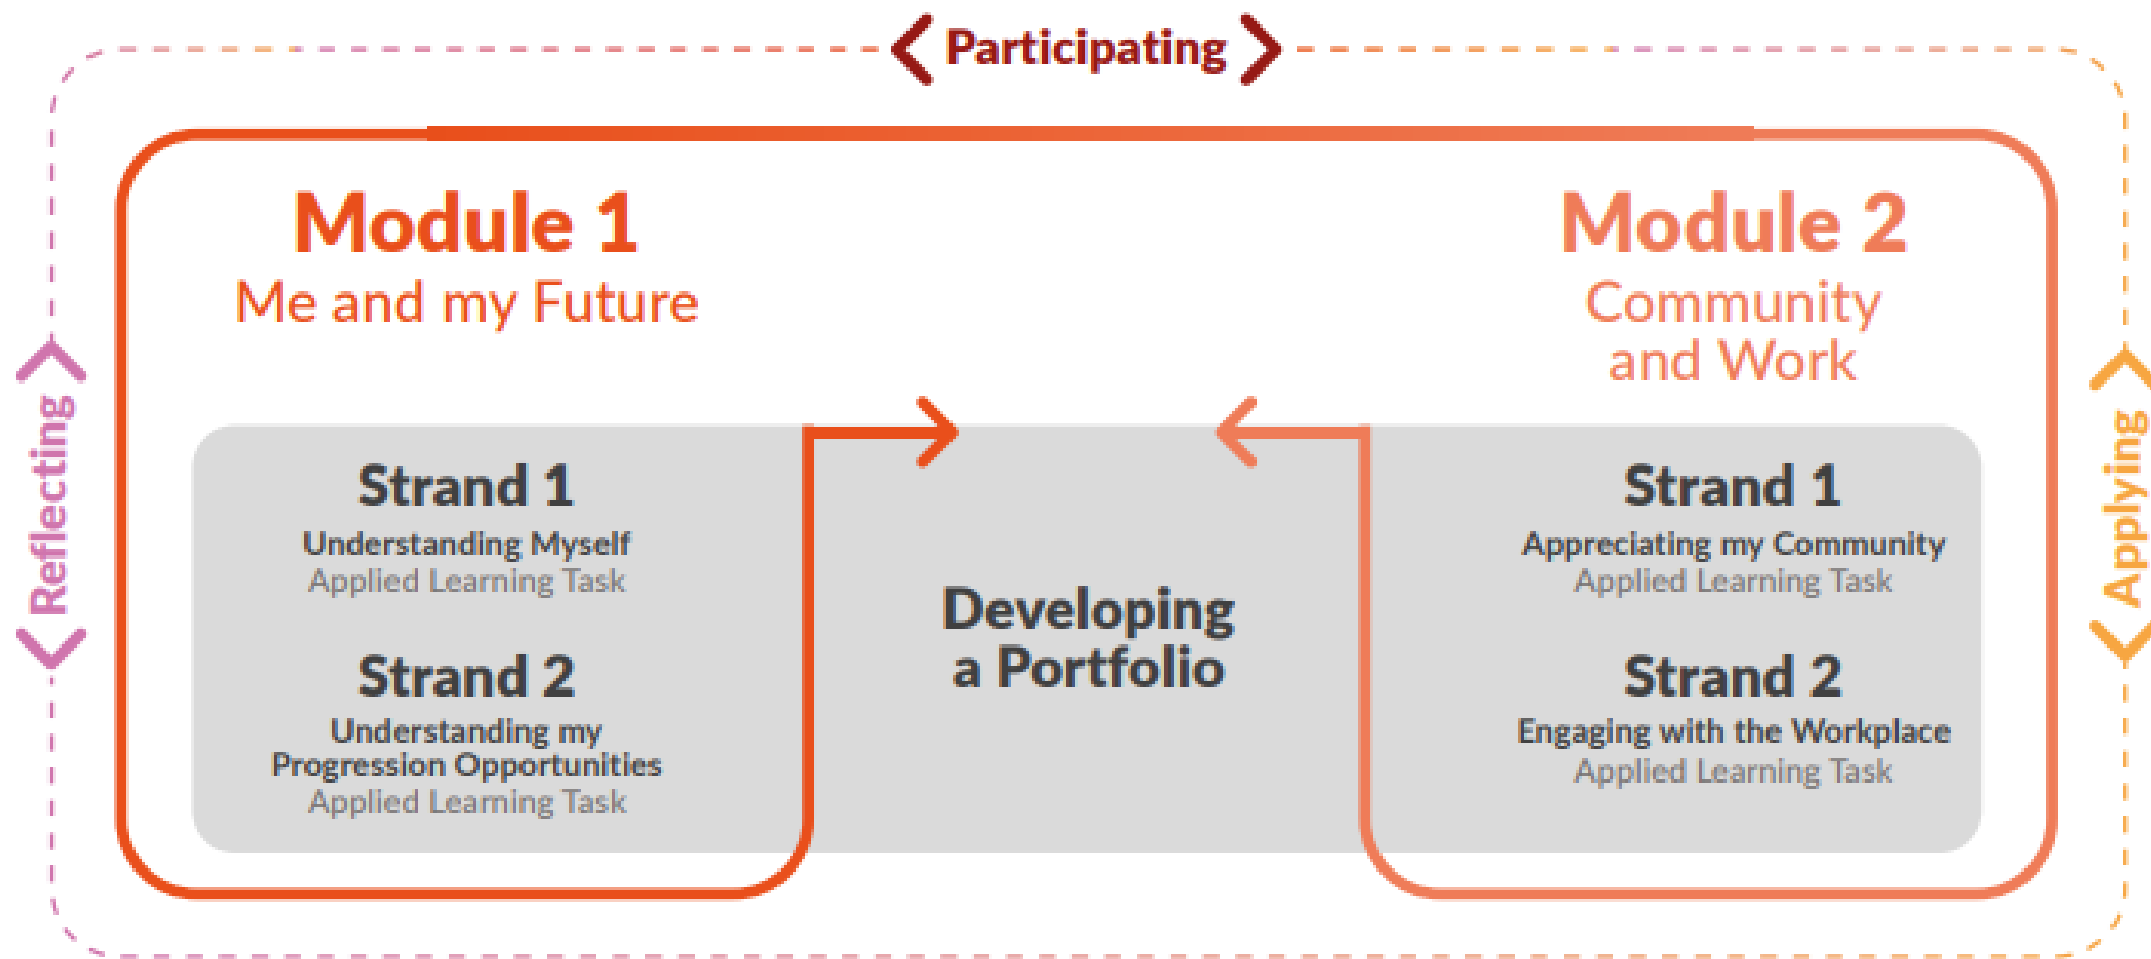 Participating
Module 1
Me and my Future
Module 2
Community
and Work
Reflecting
Applying
Strand 1
Understanding Myself
Applied Learning Task
Strand 2
Understanding my
Progression Opportunities
Applied Learning Task
Developing
a Portfolio
Strand 1
Appreciating my Community
Applied Learning Task
Strand 2
Engaging with the Workplace
Applied Learning Task